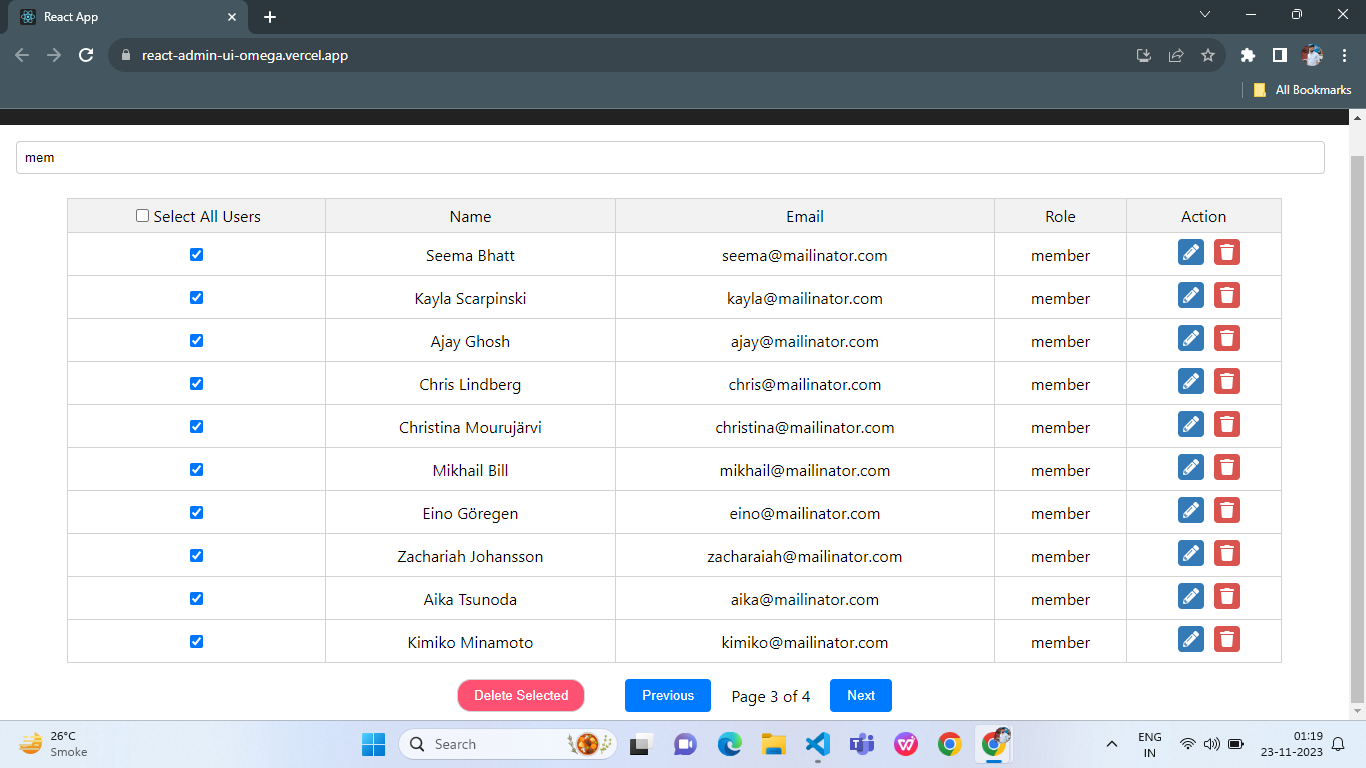 React App
react-admin-ui-omega.vercel.app
All Bookmarks
mem
Select All Users Name Email Role Action
Seema Bhatt seema@mailinator.com member
Kayla Scarpinski kayla@mailinator.com member
Ajay Ghosh ajay@mailinator.com member
Chris Lindberg chris@mailinator.com member
Christina Mourujärvi christina@mailinator.com member
Mikhail Bill mikhail@mailinator.com member
Eino Göregen eino@mailinator.com member
Zachariah Johansson zacharaiah@mailinator.com member
Aika Tsunoda aika@mailinator.com member
Kimiko Minamoto kimiko@mailinator.com member
Delete Selected Previous Page 3 of 4 Next
26°C
Smoke
Search
ENG
IN
01:19
23-11-2023